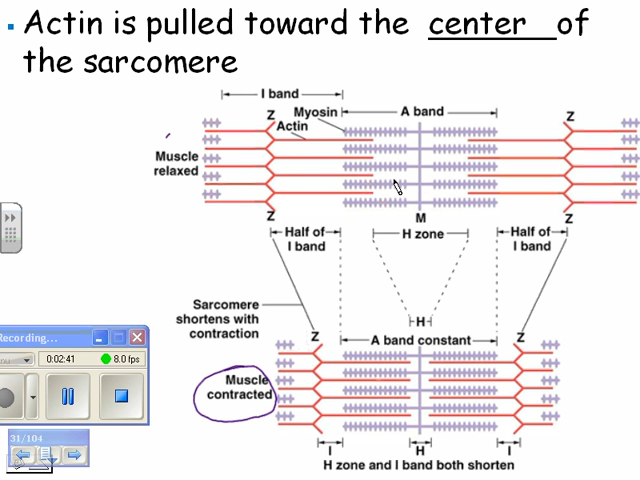 Actin is pulled toward the center of
the sarcomere
I band
Z
Myosin
A band
Z
Actin
Muscle
relaxed
Z
M
Z
Half of
I band
H zone
Half of
I band
Sarcomere
shortens with
contraction
H
Z
A band constant
Z
Recording...
0:02:41
8.0 fps
Muscle
contracted
31/104
I
H
I
H zone and I band both shorten